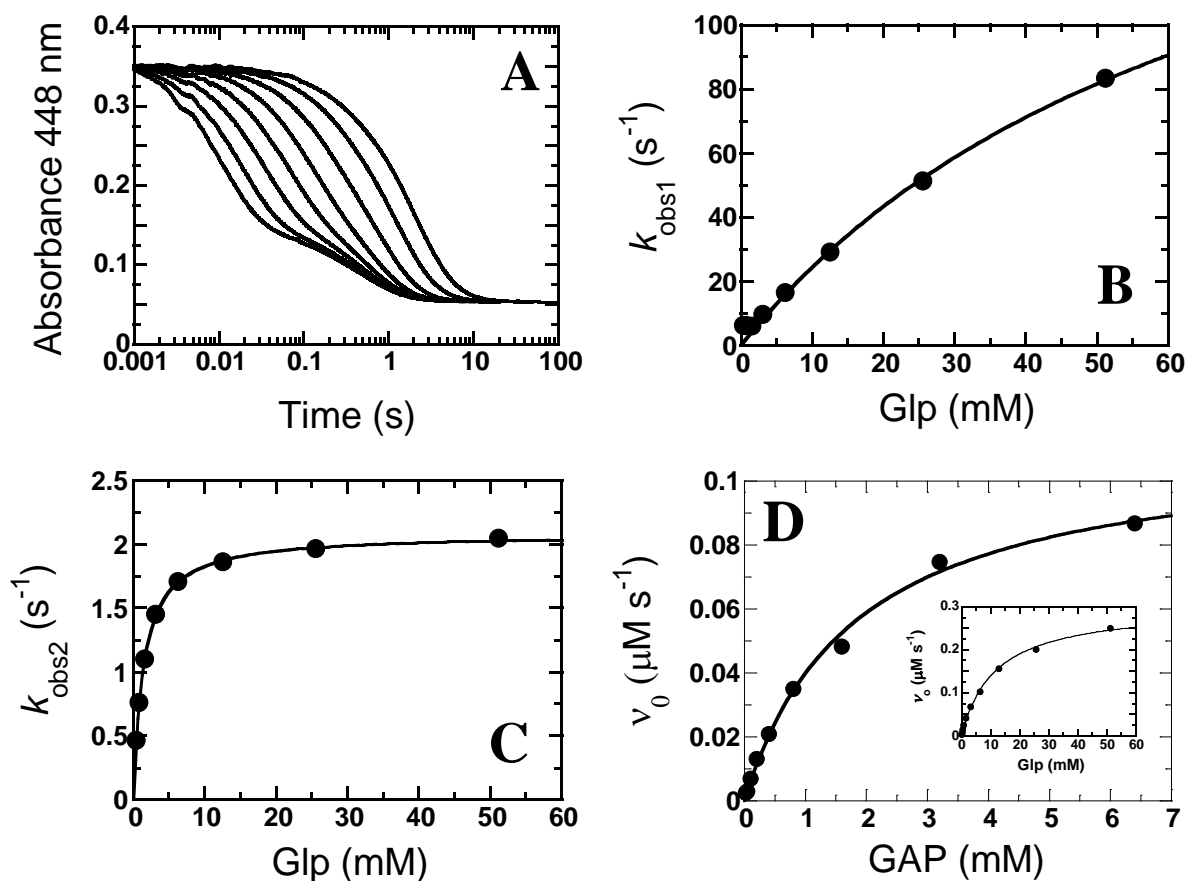 A
Absorbance 448 nm
0.4
0.3
0.2
0.1
0
0.001 0.01 0.1 1 10 100
Time (s)
B
k_obs1 (s⁻¹)
100
80
60
40
20
0
0 10 20 30 40 50 60
Glp (mM)
C
k_obs2 (s⁻¹)
2.5
2
1.5
1
0.5
0
0 10 20 30 40 50 60
Glp (mM)
D
ν₀ (μM s⁻¹)
0.1
0.08
0.06
0.04
0.02
0
0 1 2 3 4 5 6 7
GAP (mM)
νₒ (μM s⁻¹)
0.3
0.2
0.1
0
0 10 20 30 40 50 60
Glp (mM)